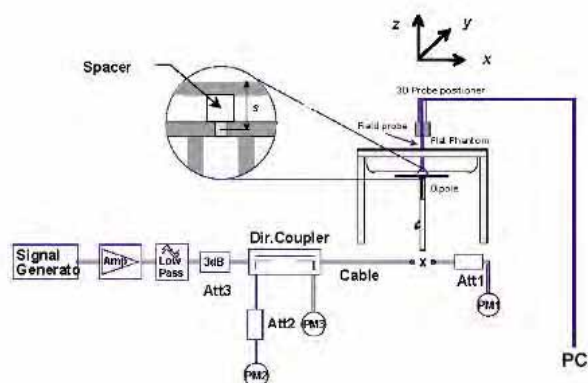 z
y
x
Spacer
s
3D Probe positioner
Field probe
Flat Phantom
Dipole
Signal
Generato
Amp
Low
Pass
3dB
Att3
Dir.Coupler
Cable
x
Att1
Att2
PM3
PM1
PM2
PC